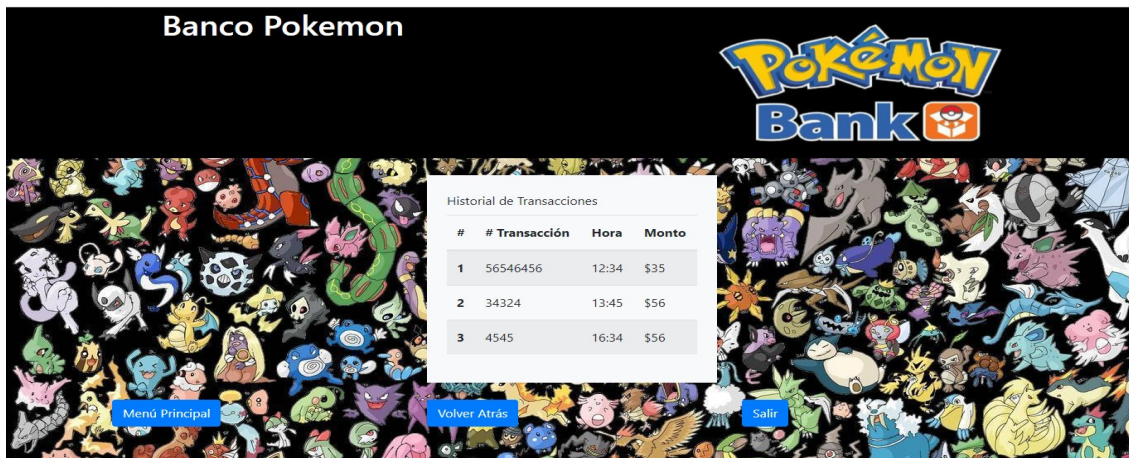 Banco Pokemon
POKéMON
Bank
Historial de Transacciones
# # Transacción Hora Monto
1 56546456 12:34 $35
2 34324 13:45 $56
3 4545 16:34 $56
Menú Principal Volver Atrás Salir